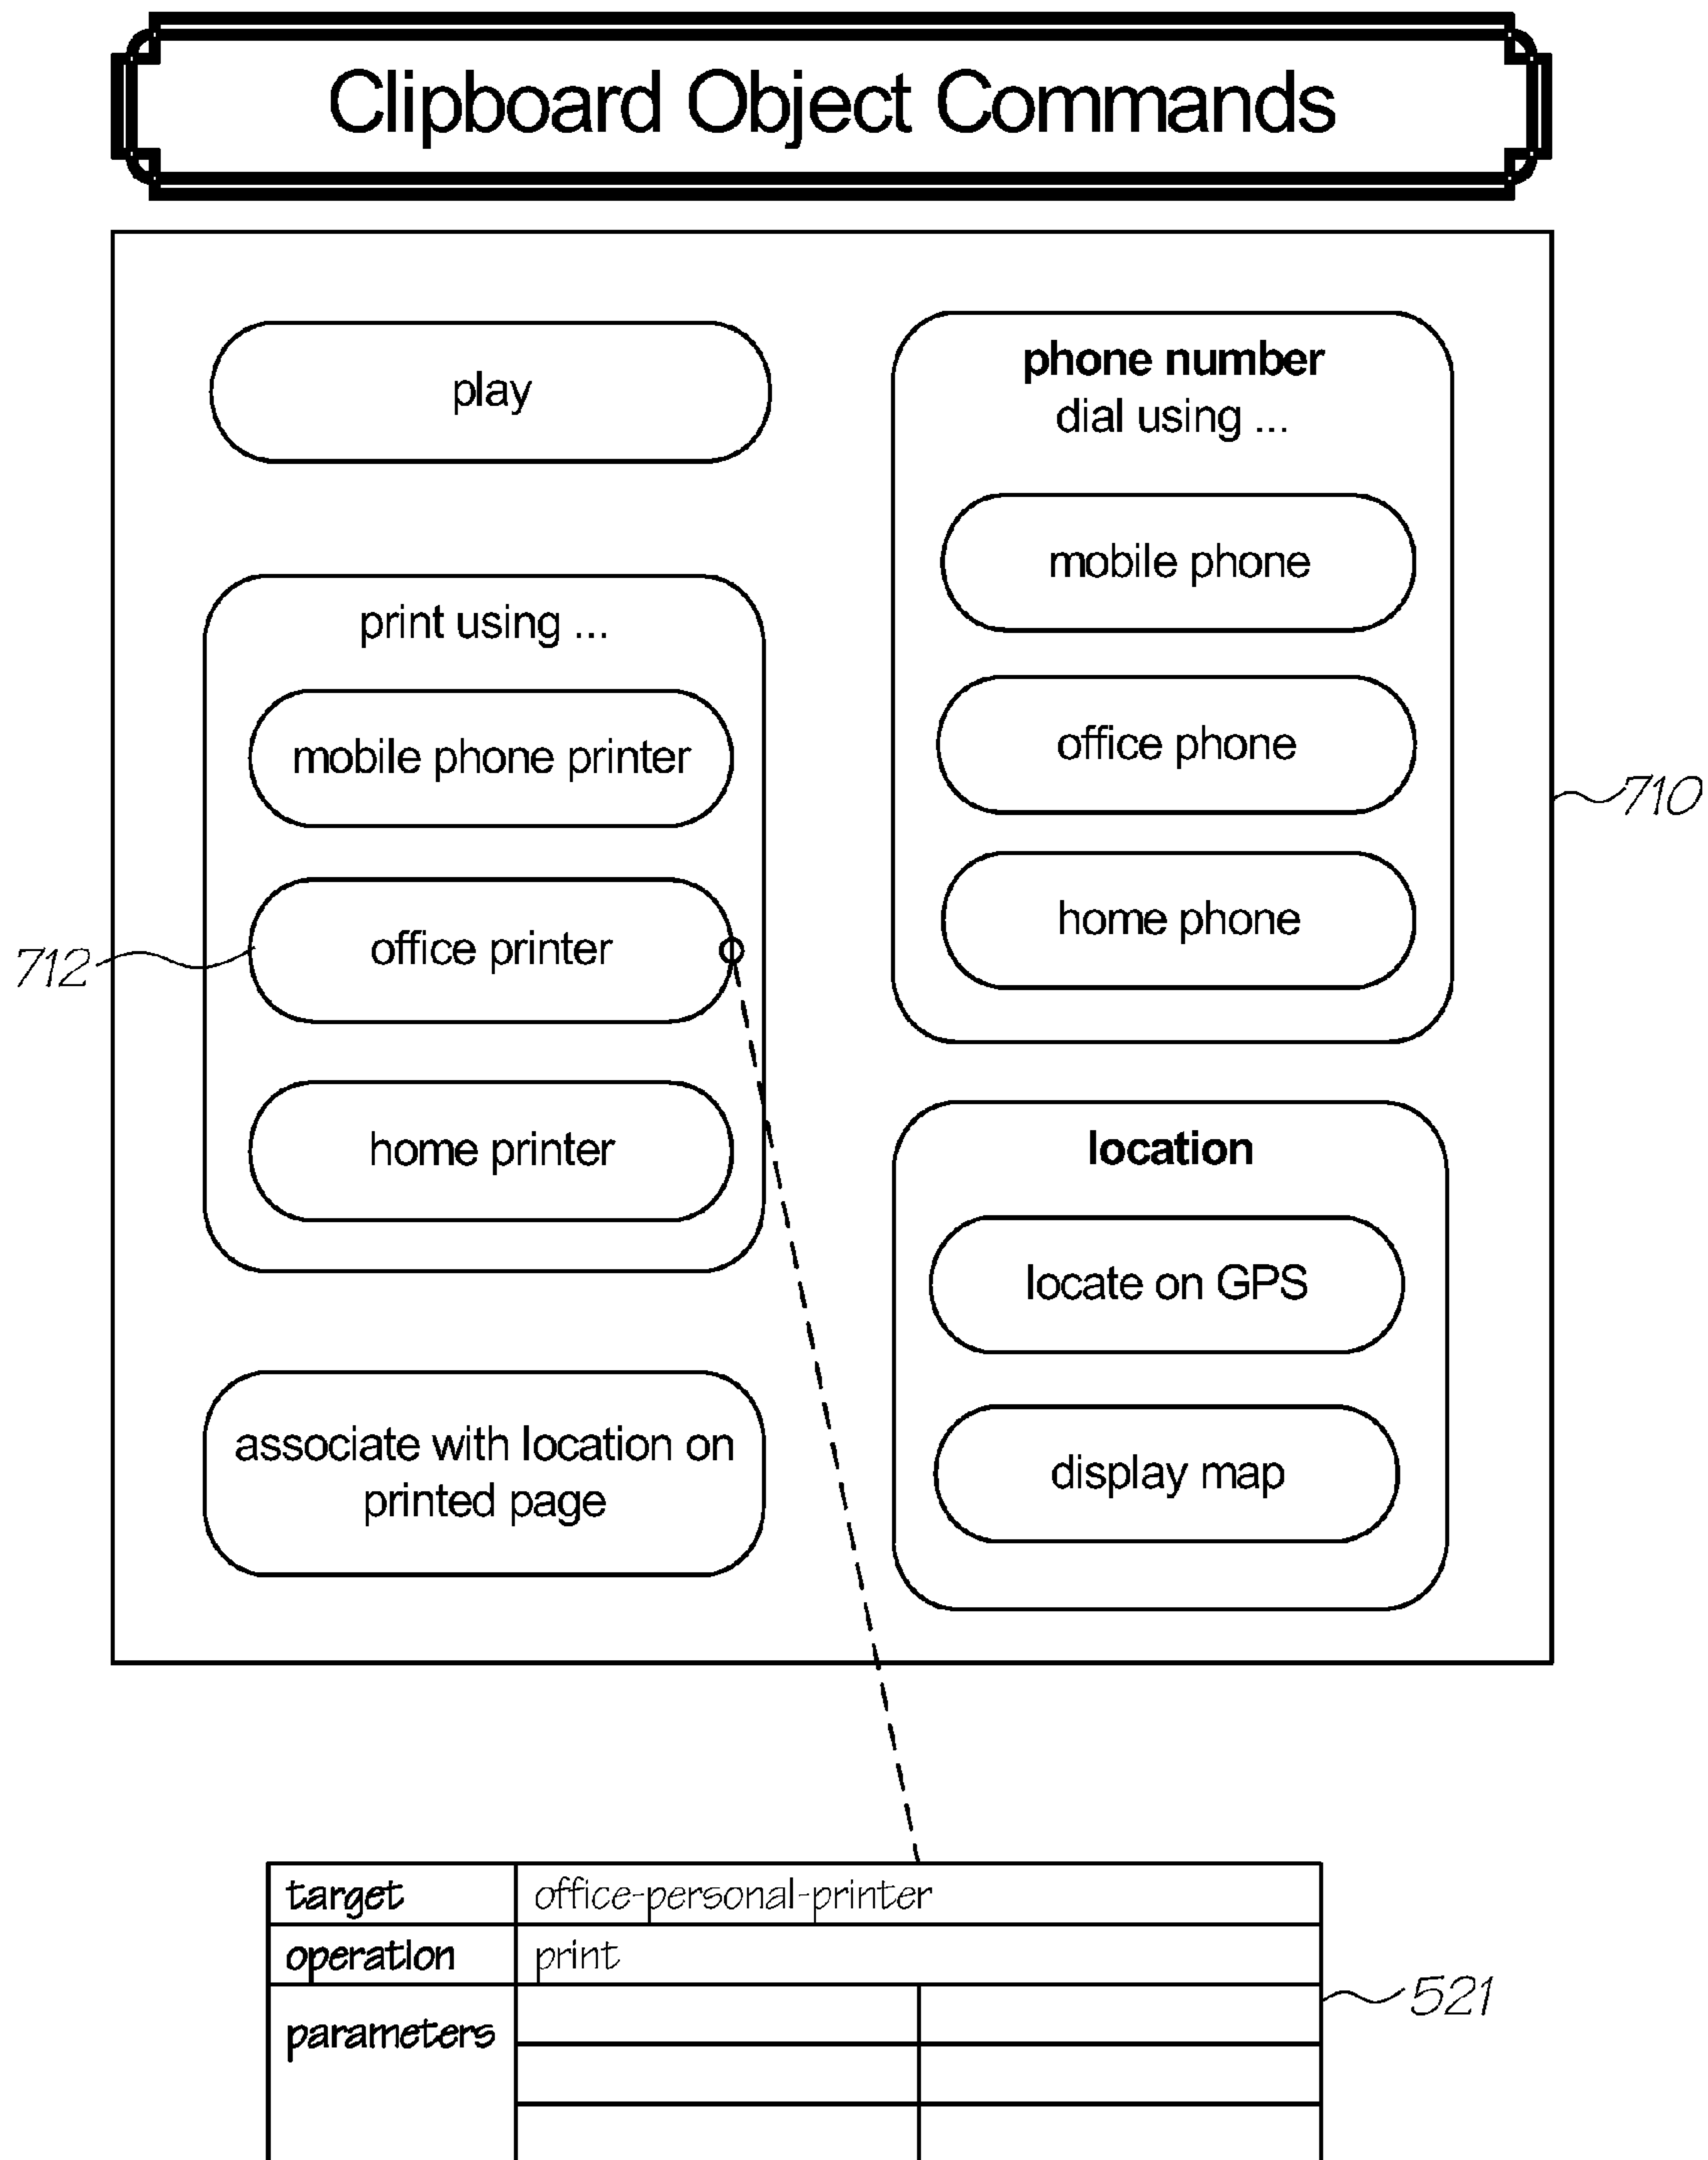 Clipboard Object Commands
play
print using ...
mobile phone printer
office printer
home printer
associate with location on
printed page
phone number
dial using ...
mobile phone
office phone
home phone
location
locate on GPS
display map
710
712
target office-personal-printer
operation print
parameters
521